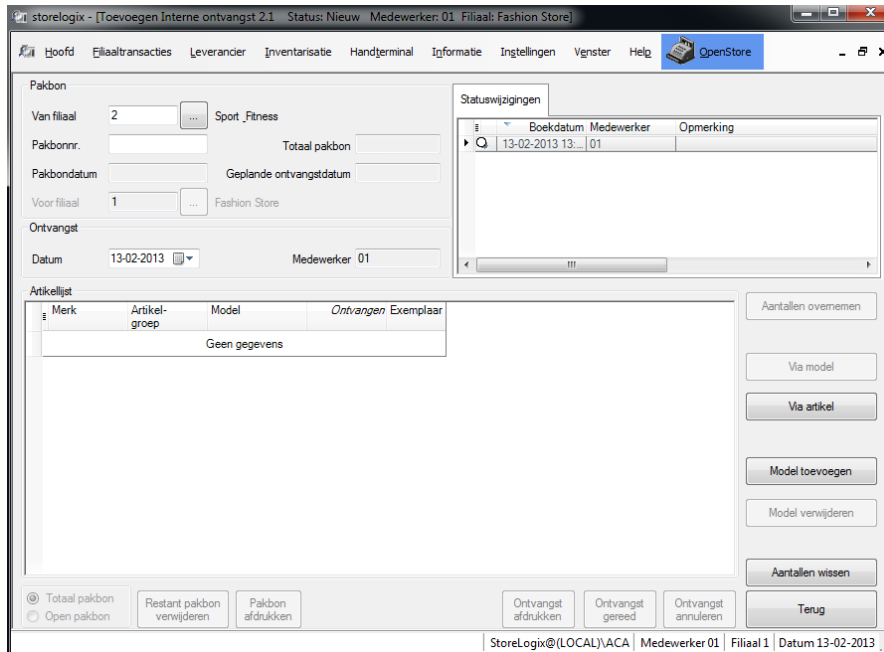 storelogix - [Toevoegen Interne ontvangst 2.1   Status: Nieuw   Medewerker: 01  Filiaal: Fashion Store]
Hoofd   Filiaaltransacties   Leverancier   Inventarisatie   Handterminal   Informatie   Instellingen   Venster   Help   OpenStore
Pakbon
Van filiaal   2   ...   Sport _Fitness
Pakbonnr.   Totaal pakbon
Pakbondatum   Geplande ontvangstdatum
Voor filiaal   1   ...   Fashion Store
Statuswijzigingen
Boekdatum   Medewerker   Opmerking
13-02-2013 13:...   01
Ontvangst
Datum   13-02-2013   Medewerker   01
Artikellijst
Merk   Artikel-   Model   Ontvangen   Exemplaar
groep
Geen gegevens
Aantallen overnemen
Via model
Via artikel
Model toevoegen
Model verwijderen
Aantallen wissen
Terug
Totaal pakbon
Open pakbon
Restant pakbon
verwijderen
Pakbon
afdrukken
Ontvangst
afdrukken
Ontvangst
gereed
Ontvangst
annuleren
StoreLogix@(LOCAL)\ACA   Medewerker 01   Filiaal 1   Datum 13-02-2013